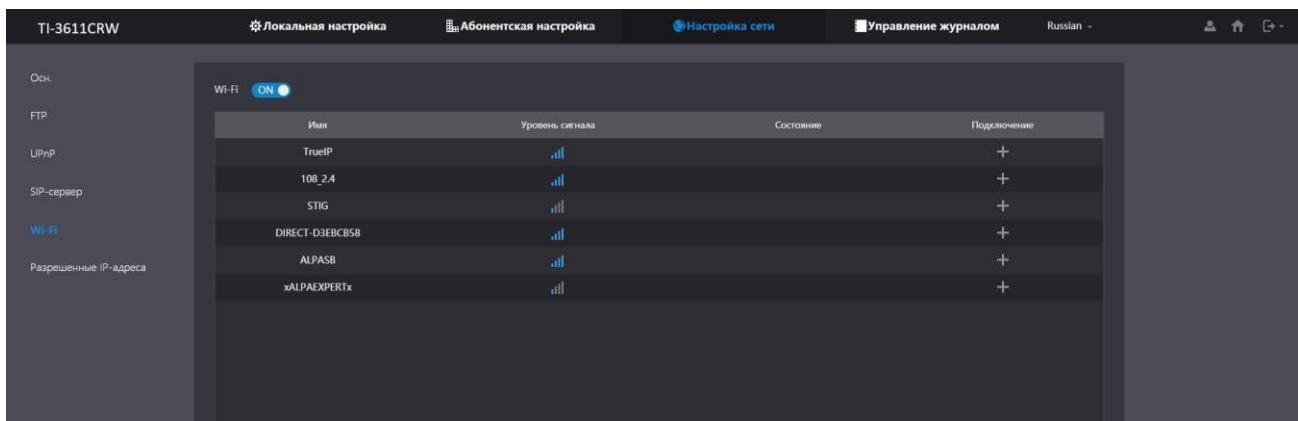 TI-3611CRW Локальная настройка Абонентская настройка Настройка сети Управление журналом Russian
Осн.
FTP
UPnP
SIP-сервер
Wi-Fi
Разрешенные IP-адреса
Wi-Fi ON
Имя Уровень сигнала Состояние Подключение
TrueIP
108_2.4
STIG
DIRECT-D3EBCB58
ALPASB
xALPAEXPERTx